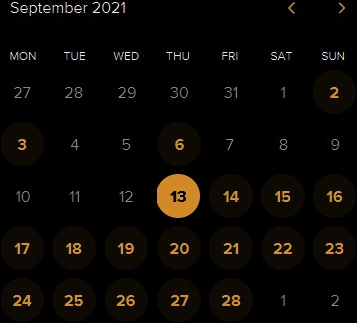 September 2021 < >
MON TUE WED THU FRI SAT SUN
27 28 29 30 31 1 2
3 4 5 6 7 8 9
10 11 12 13 14 15 16
17 18 19 20 21 22 23
24 25 26 27 28 1 2